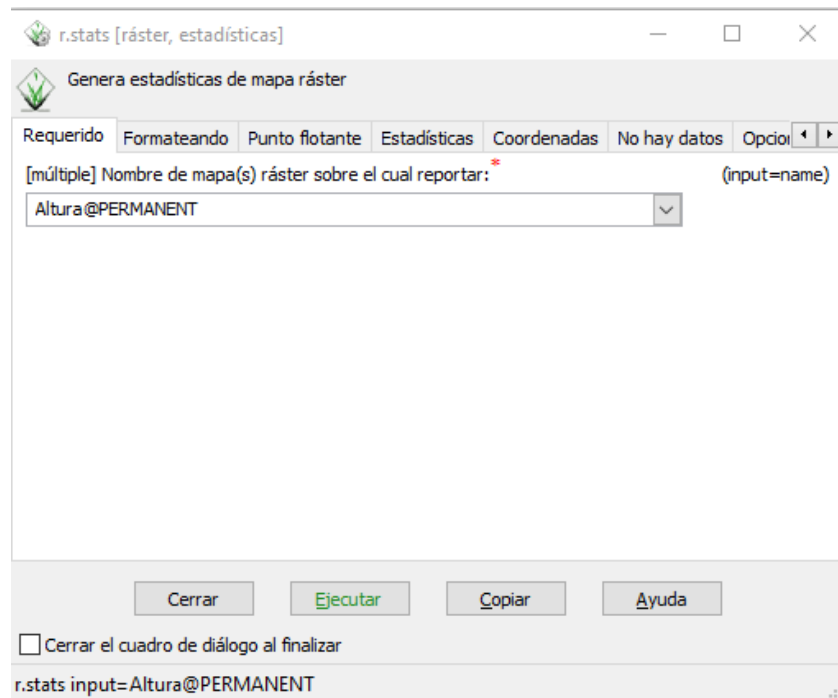 r.stats [ráster, estadísticas]
Genera estadísticas de mapa ráster
Requerido Formateando Punto flotante Estadísticas Coordenadas No hay datos Opcion
[múltiple] Nombre de mapa(s) ráster sobre el cual reportar:* (input=name)
Altura@PERMANENT
Cerrar Ejecutar Copiar Ayuda
Cerrar el cuadro de diálogo al finalizar
r.stats input=Altura@PERMANENT